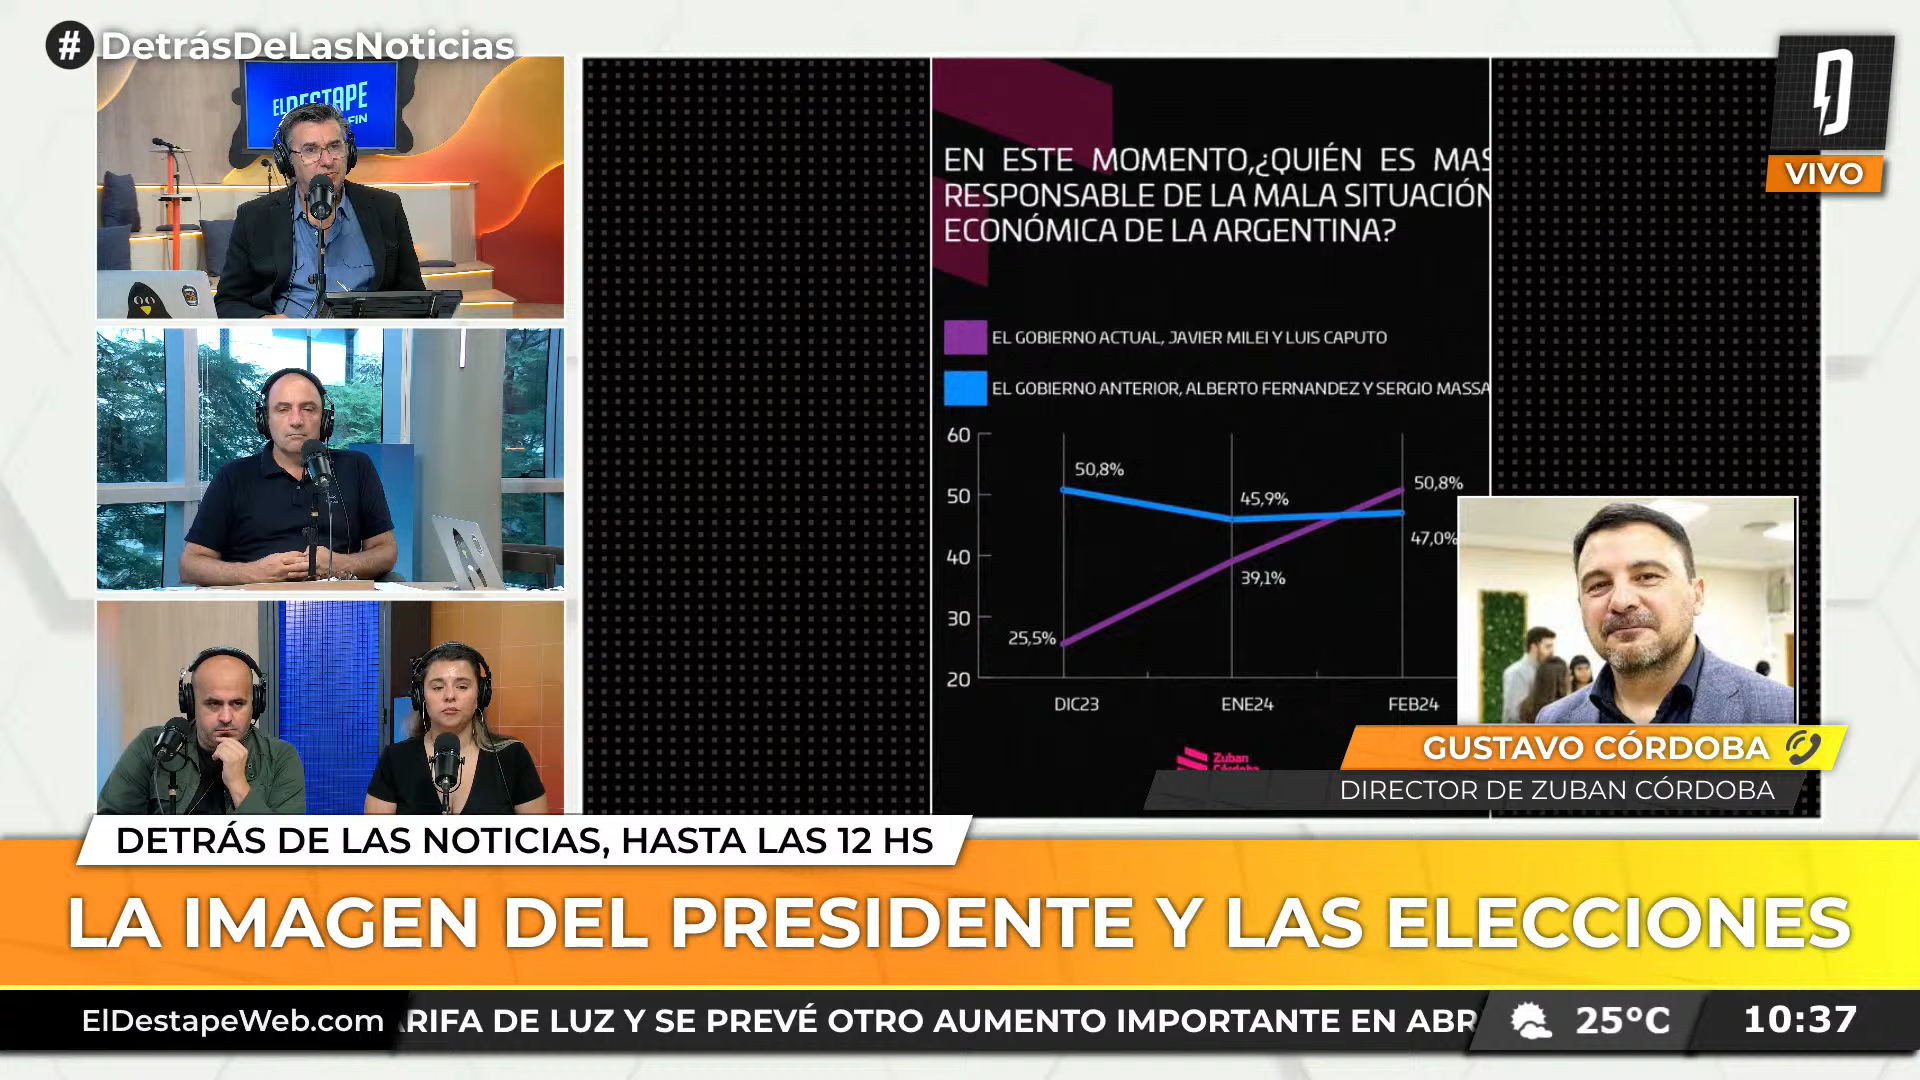 # DetrásDeLasNoticias
ELDESTAPE
FIN
VIVO
EN ESTE MOMENTO,¿QUIÉN ES MAS
RESPONSABLE DE LA MALA SITUACIÓN
ECONÓMICA DE LA ARGENTINA?
EL GOBIERNO ACTUAL, JAVIER MILEI Y LUIS CAPUTO
EL GOBIERNO ANTERIOR, ALBERTO FERNANDEZ Y SERGIO MASSA
60
50
40
30
20
50,8%
45,9%
50,8%
47,0%
39,1%
25,5%
DIC23
ENE24
FEB24
Zuban
Córdoba
GUSTAVO CÓRDOBA
DIRECTOR DE ZUBAN CÓRDOBA
DETRÁS DE LAS NOTICIAS, HASTA LAS 12 HS
LA IMAGEN DEL PRESIDENTE Y LAS ELECCIONES
ElDestapeWeb.com
ARIFA DE LUZ Y SE PREVÉ OTRO AUMENTO IMPORTANTE EN ABR
25°C
10:37